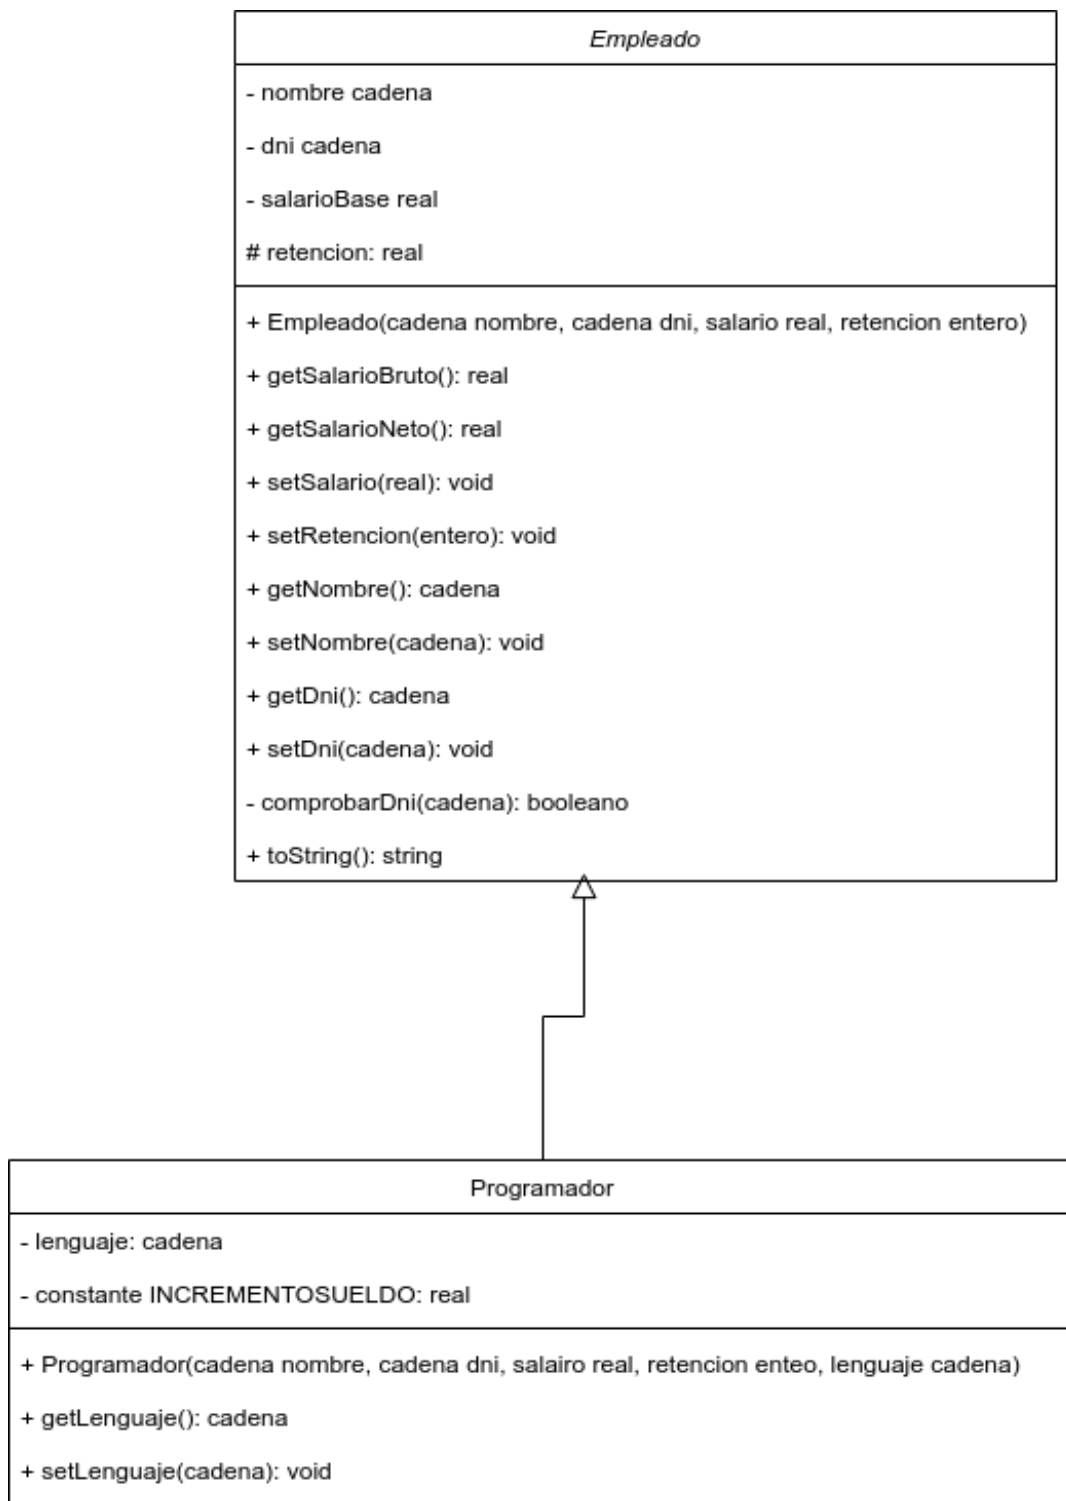 Empleado
- nombre cadena
- dni cadena
- salarioBase real
# retencion: real
+ Empleado(cadena nombre, cadena dni, salario real, retencion entero)
+ getSalarioBruto(): real
+ getSalarioNeto(): real
+ setSalario(real): void
+ setRetencion(entero): void
+ getNombre(): cadena
+ setNombre(cadena): void
+ getDni(): cadena
+ setDni(cadena): void
- comprobarDni(cadena): booleano
+ toString(): string
Programador
- lenguaje: cadena
- constante INCREMENTOSUELDO: real
+ Programador(cadena nombre, cadena dni, salairo real, retencion enteo, lenguaje cadena)
+ getLenguaje(): cadena
+ setLenguaje(cadena): void